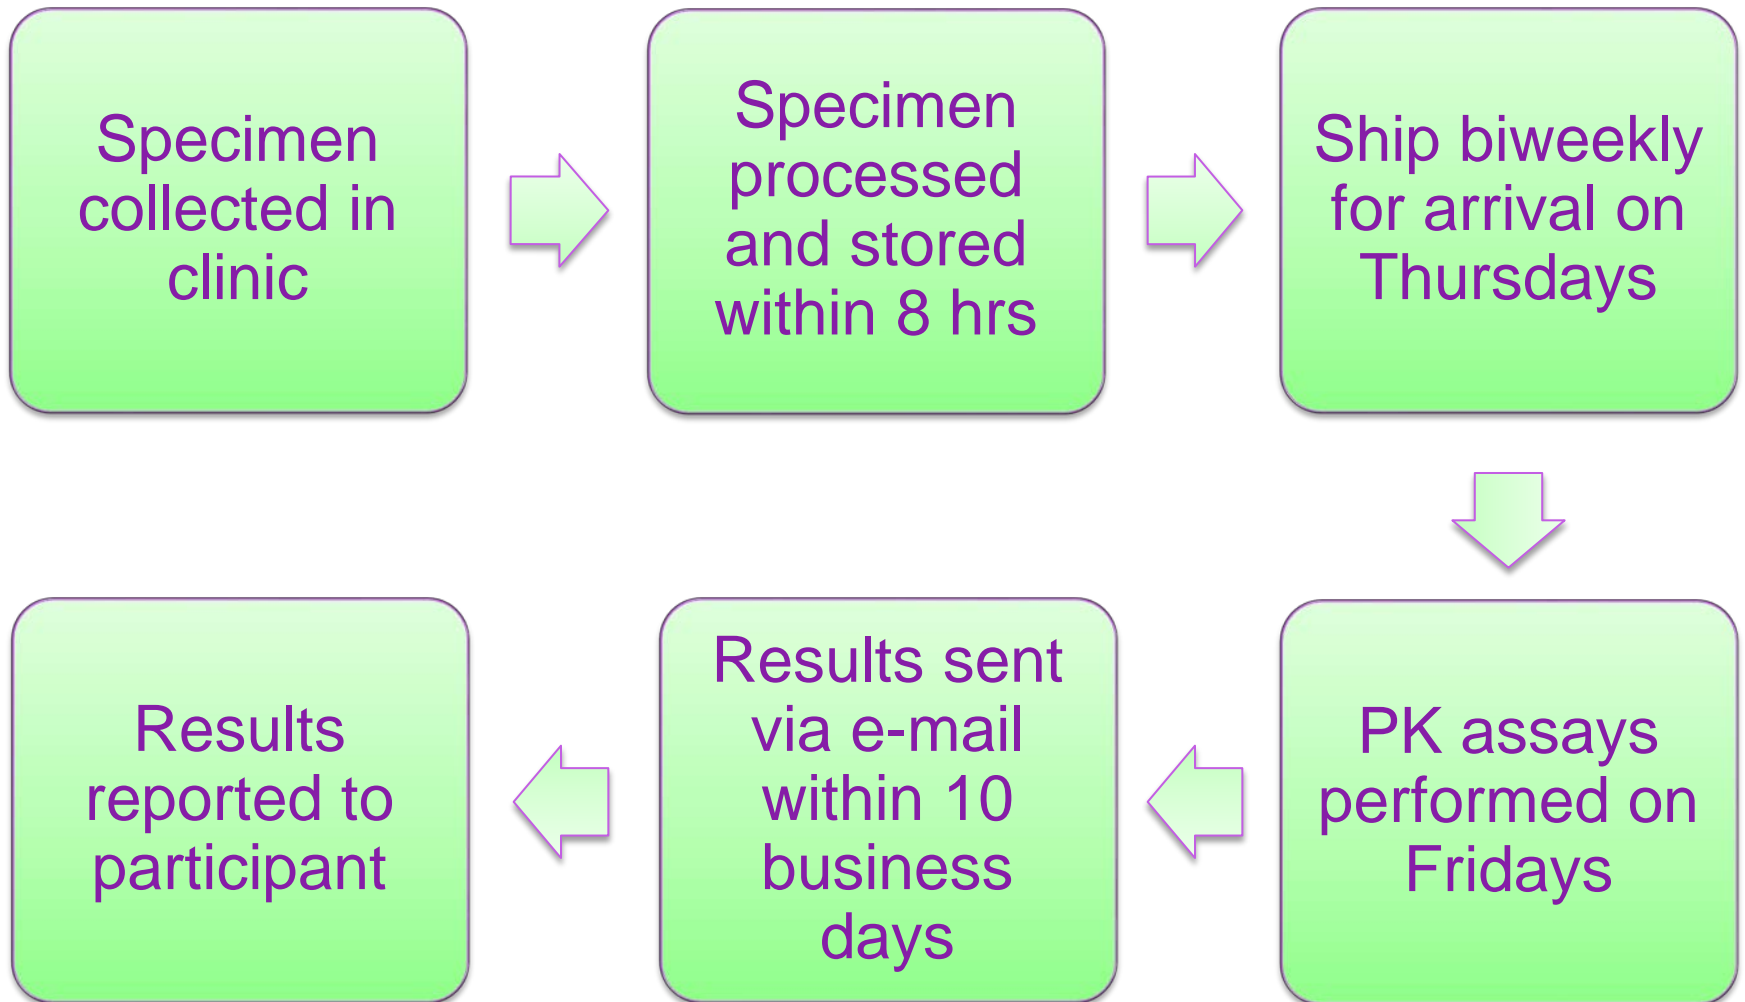 Specimen
collected in
clinic
Specimen
processed
and stored
within 8 hrs
Ship biweekly
for arrival on
Thursdays
PK assays
performed on
Fridays
Results sent
via e-mail
within 10
business
days
Results
reported to
participant